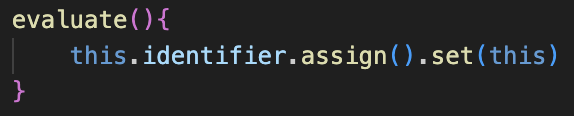 evaluate(){
this.identifier.assign().set(this)
}